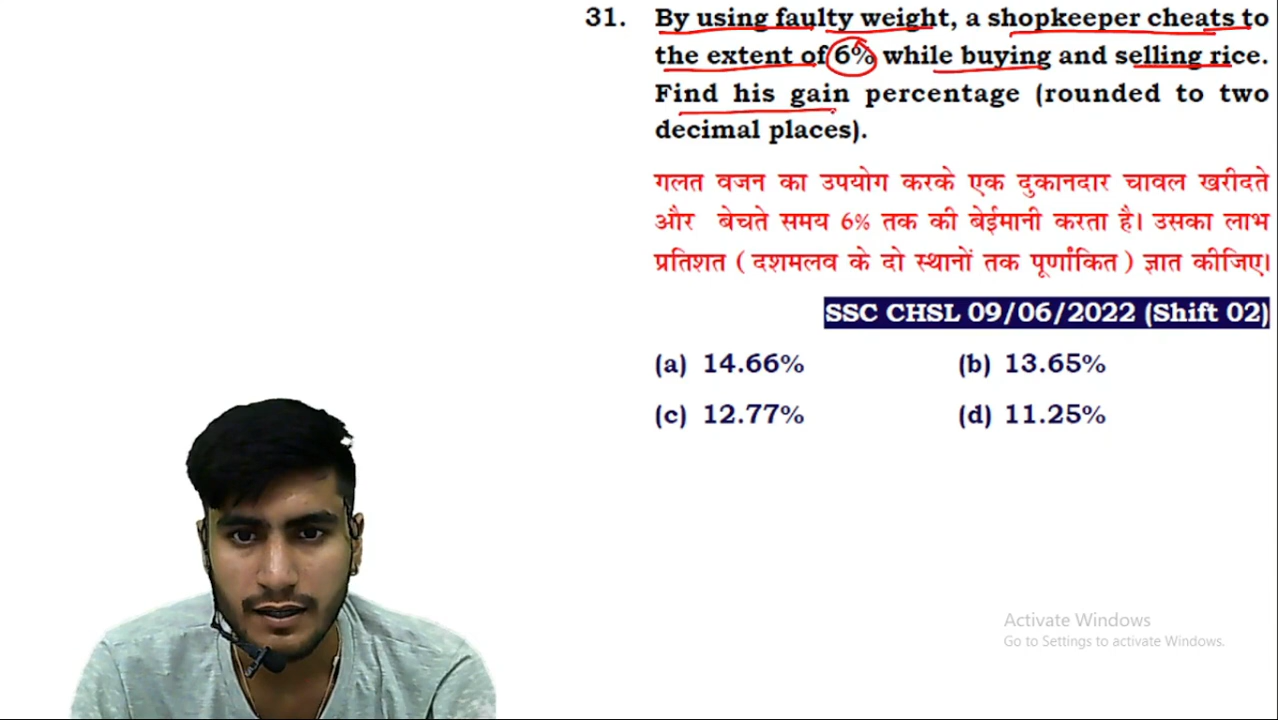 31. By using faulty weight, a shopkeeper cheats to
the extent of 6% while buying and selling rice.
Find his gain percentage (rounded to two
decimal places).
गलत वजन का उपयोग करके एक दुकानदार चावल खरीदते
और बेचते समय 6% तक की बेईमानी करता है। उसका लाभ
प्रतिशत ( दशमलव के दो स्थानों तक पूर्णांकित ) ज्ञात कीजिए।
SSC CHSL 09/06/2022 (Shift 02)
(a) 14.66% (b) 13.65%
(c) 12.77% (d) 11.25%
Activate Windows
Go to Settings to activate Windows.